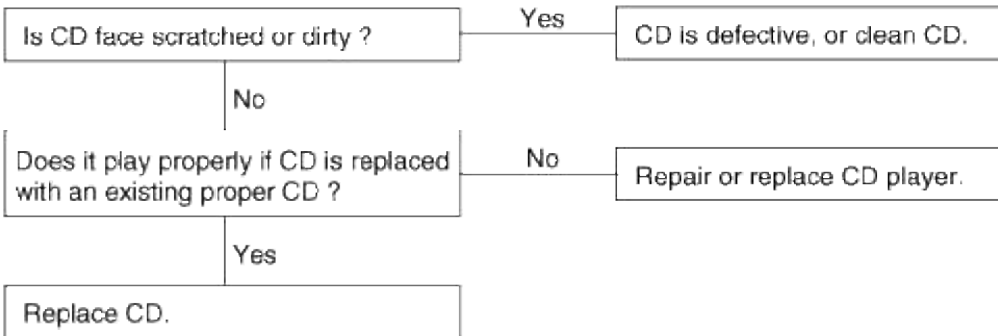 Is CD face scratched or dirty ?
Yes
CD is defective, or clean CD.
No
Does it play properly if CD is replaced
with an existing proper CD ?
No
Repair or replace CD player.
Yes
Replace CD.